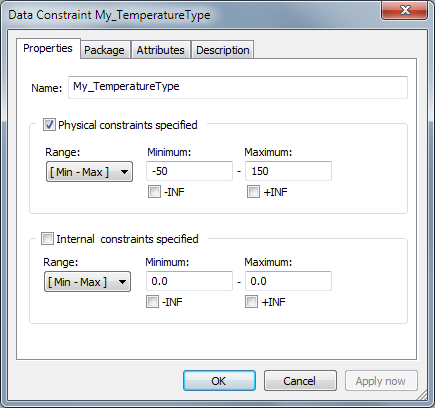 Data Constraint My_TemperatureType
Properties Package Attributes Description
Name: My_TemperatureType
Physical constraints specified
Range: Minimum: Maximum:
[ Min - Max ] -50 - 150
-INF +INF
Internal constraints specified
Range: Minimum: Maximum:
[ Min - Max ] 0.0 - 0.0
-INF +INF
OK Cancel Apply now